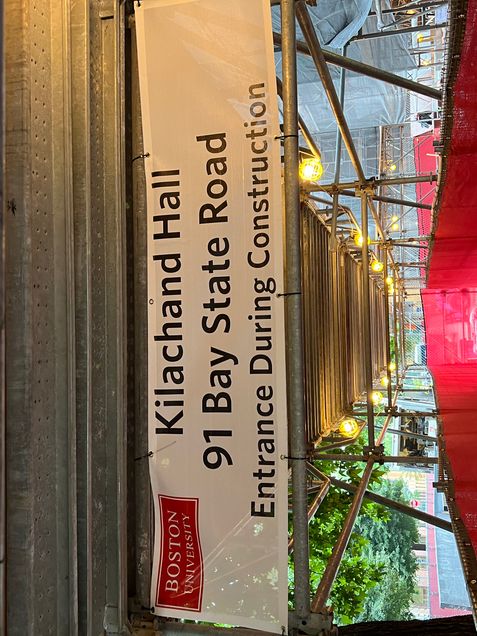 Kilachand Hall
91 Bay State Road
Entrance During Construction
BOSTON
UNIVERSITY